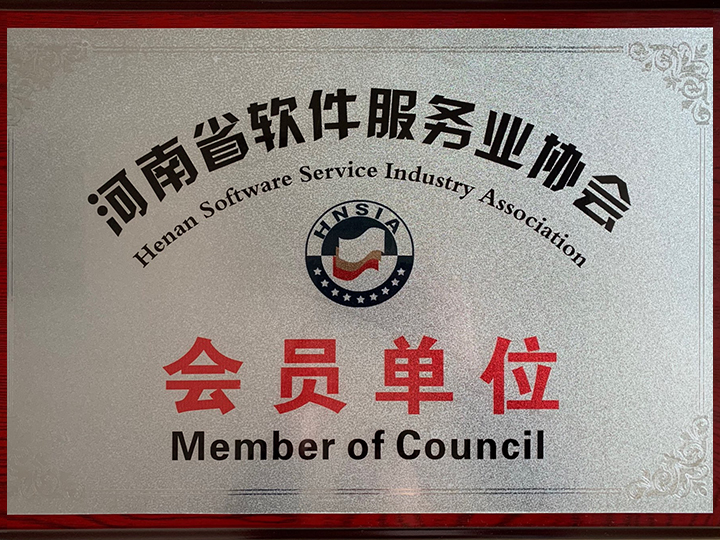 河南省软件服务业协会
Henan Software Service Industry Association
HNSIA
会员单位
Member of Council